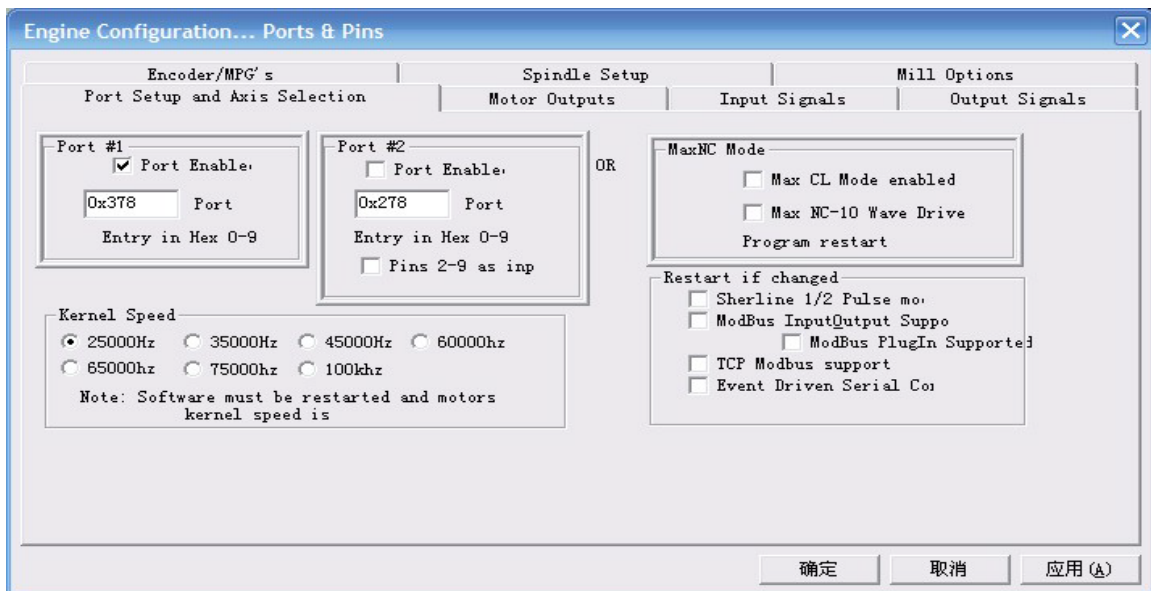 Engine Configuration... Ports & Pins
Encoder/MPG's Spindle Setup Mill Options
Port Setup and Axis Selection Motor Outputs Input Signals Output Signals
Port #1
Port Enable
0x378 Port
Entry in Hex 0-9
Port #2
Port Enable
0x278 Port
Entry in Hex 0-9
Pins 2-9 as inp
OR
MaxNC Mode
Max CL Mode enabled
Max NC-10 Wave Drive
Program restart
Restart if changed
Sherline 1/2 Pulse mo
ModBus InputOutput Suppo
ModBus PlugIn Supported
TCP Modbus support
Event Driven Serial Co
Kernel Speed
25000Hz 35000Hz 45000Hz 60000hz
65000hz 75000hz 100khz
Note: Software must be restarted and motors
kernel speed is
确定 取消 应用(A)